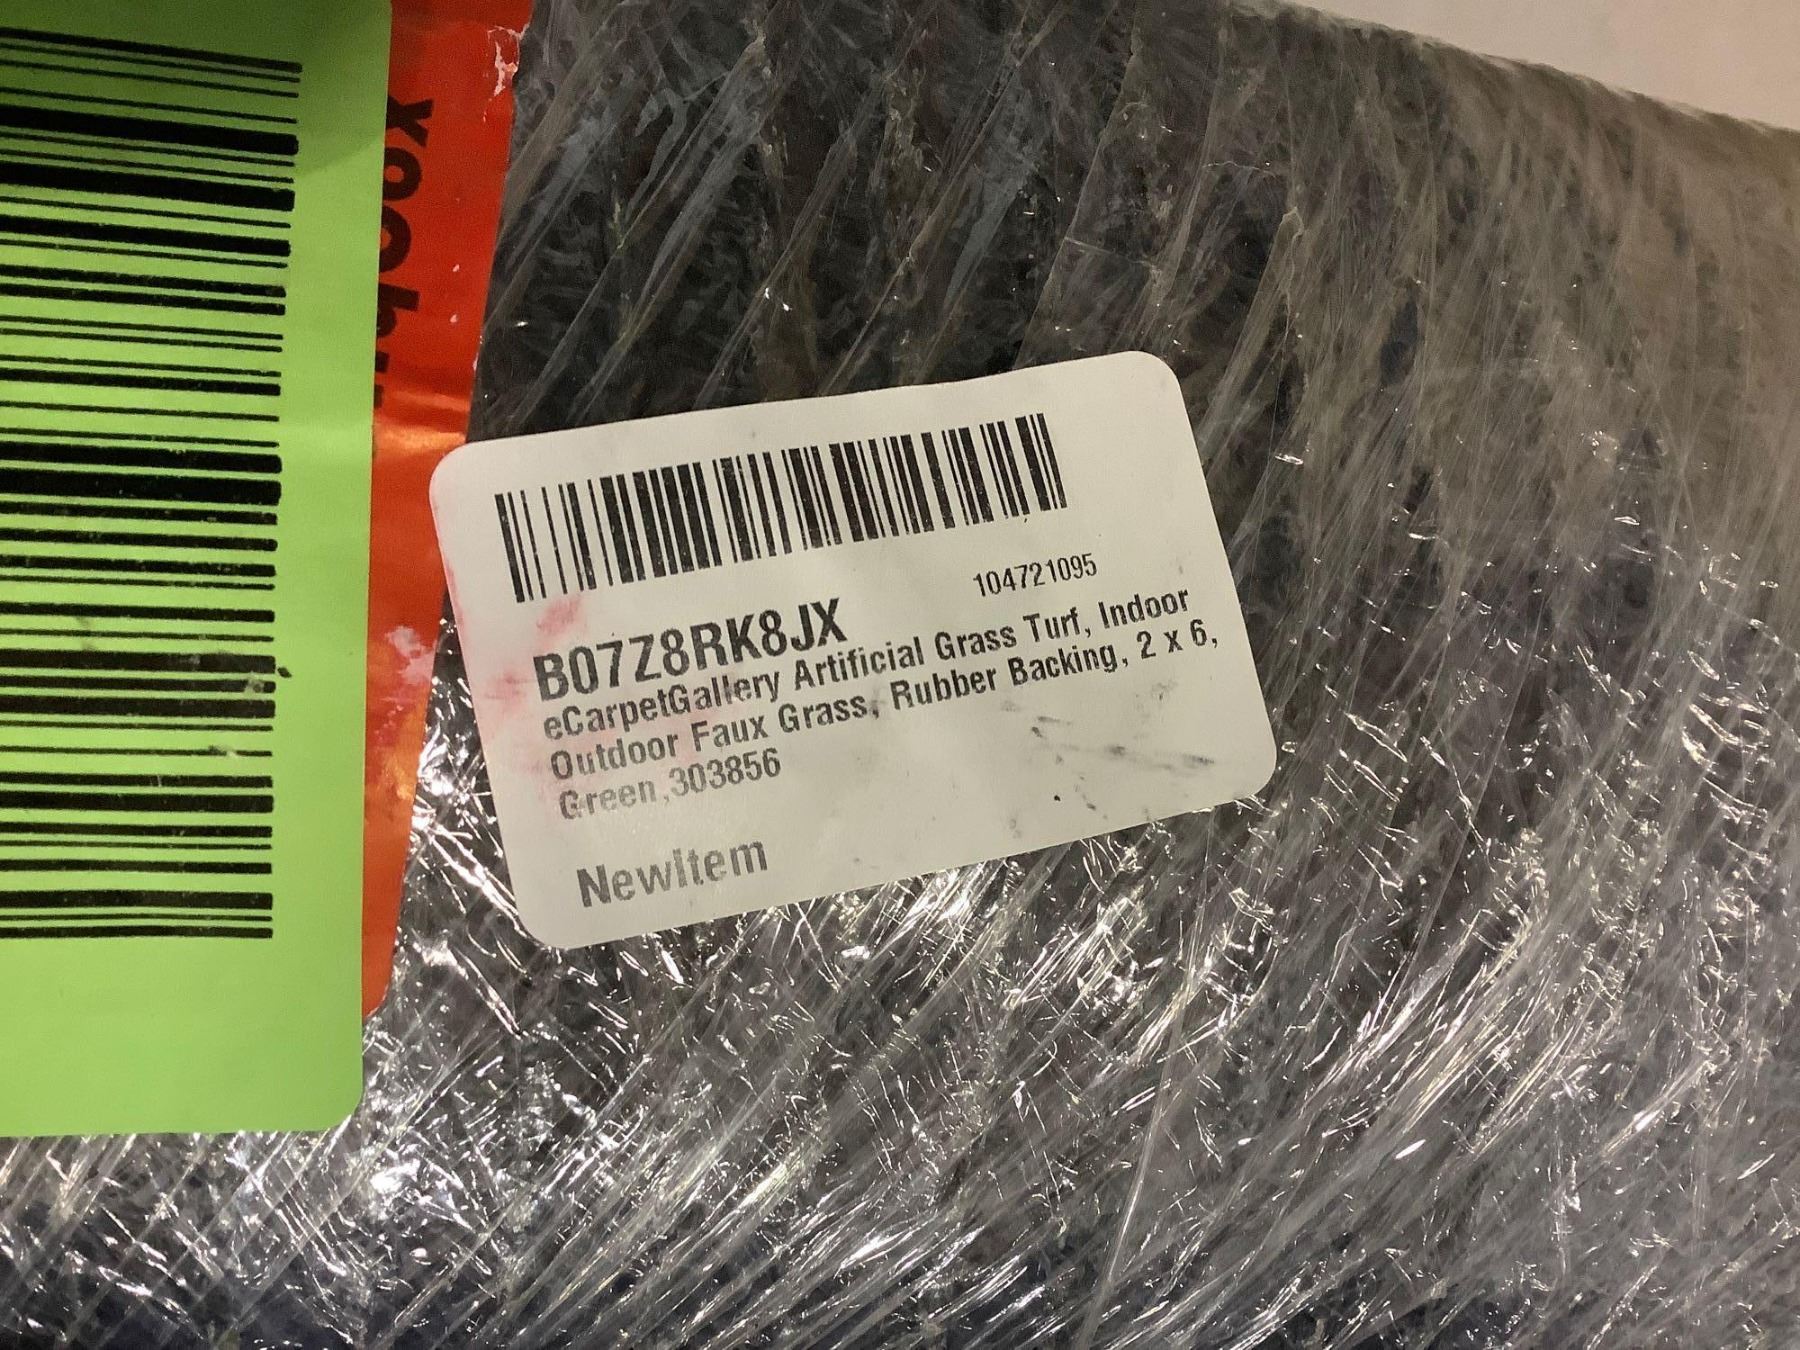 104721095
B07Z8RK8JX
eCarpetGallery Artificial Grass Turf, Indoor
Outdoor Faux Grass, Rubber Backing, 2 x 6,
Green,303856
NewItem